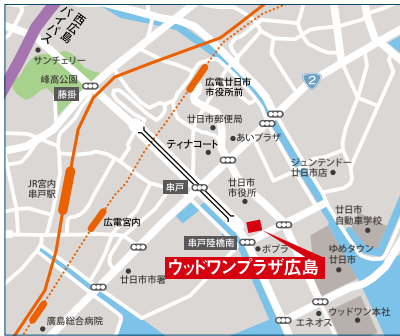 西広島
バイパス
サンチェリー
峰高公園
藤掛
広電廿日市
市役所前
2
廿日市郵便局
あいプラザ
ティナコート
ジュンテンドー
廿日市店
JR宮内
串戸駅
串戸
廿日市
市役所
広電宮内
廿日市
自動車学校
串戸陸橋南
ポプラ
ゆめタウン
廿日市
ウッドワンプラザ広島
廿日市市署
廣島総合病院
エネオス
ウッドワン本社